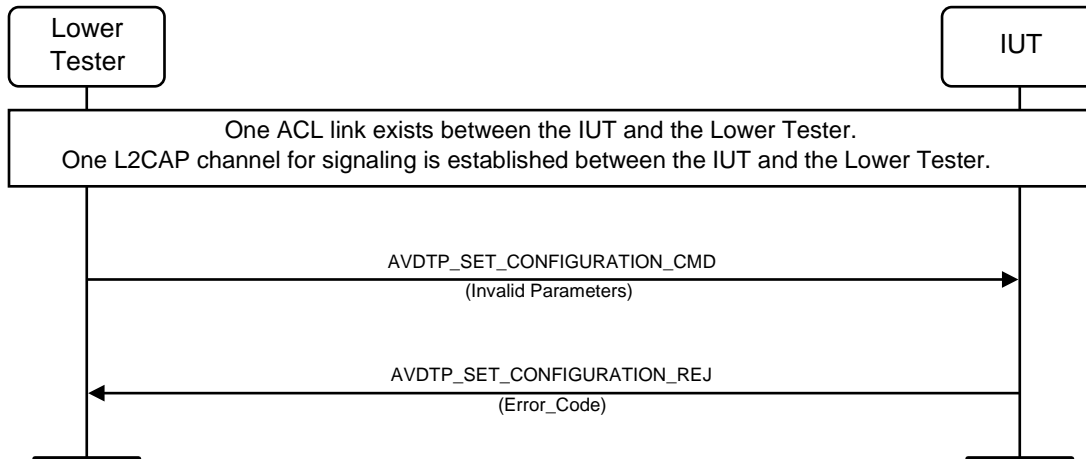 Lower
Tester
IUT
One ACL link exists between the IUT and the Lower Tester.
One L2CAP channel for signaling is established between the IUT and the Lower Tester.
AVDTP_SET_CONFIGURATION_CMD
(Invalid Parameters)
AVDTP_SET_CONFIGURATION_REJ
(Error_Code)